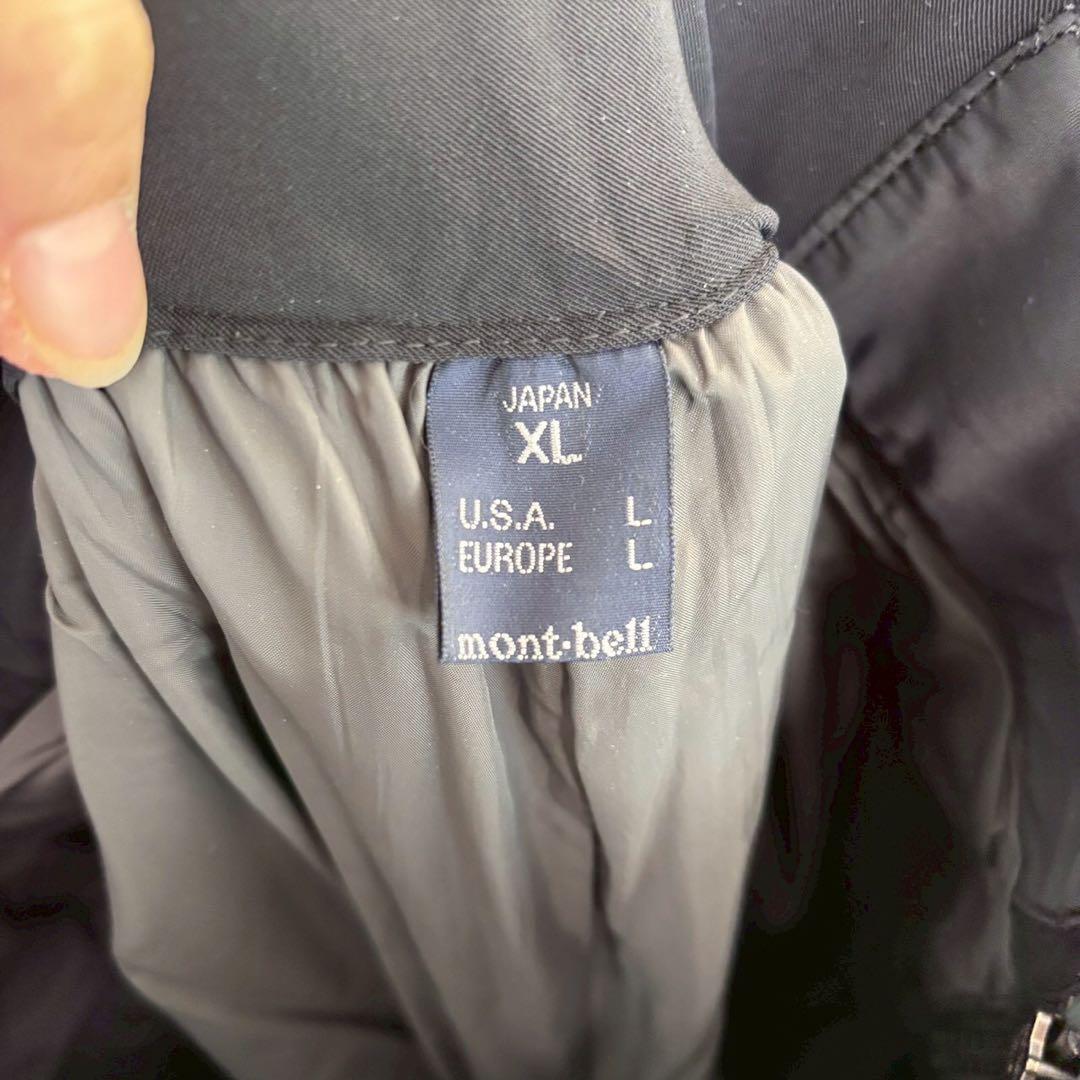 JAPAN
XL
U.S.A. L
EUROPE L
mont-bell